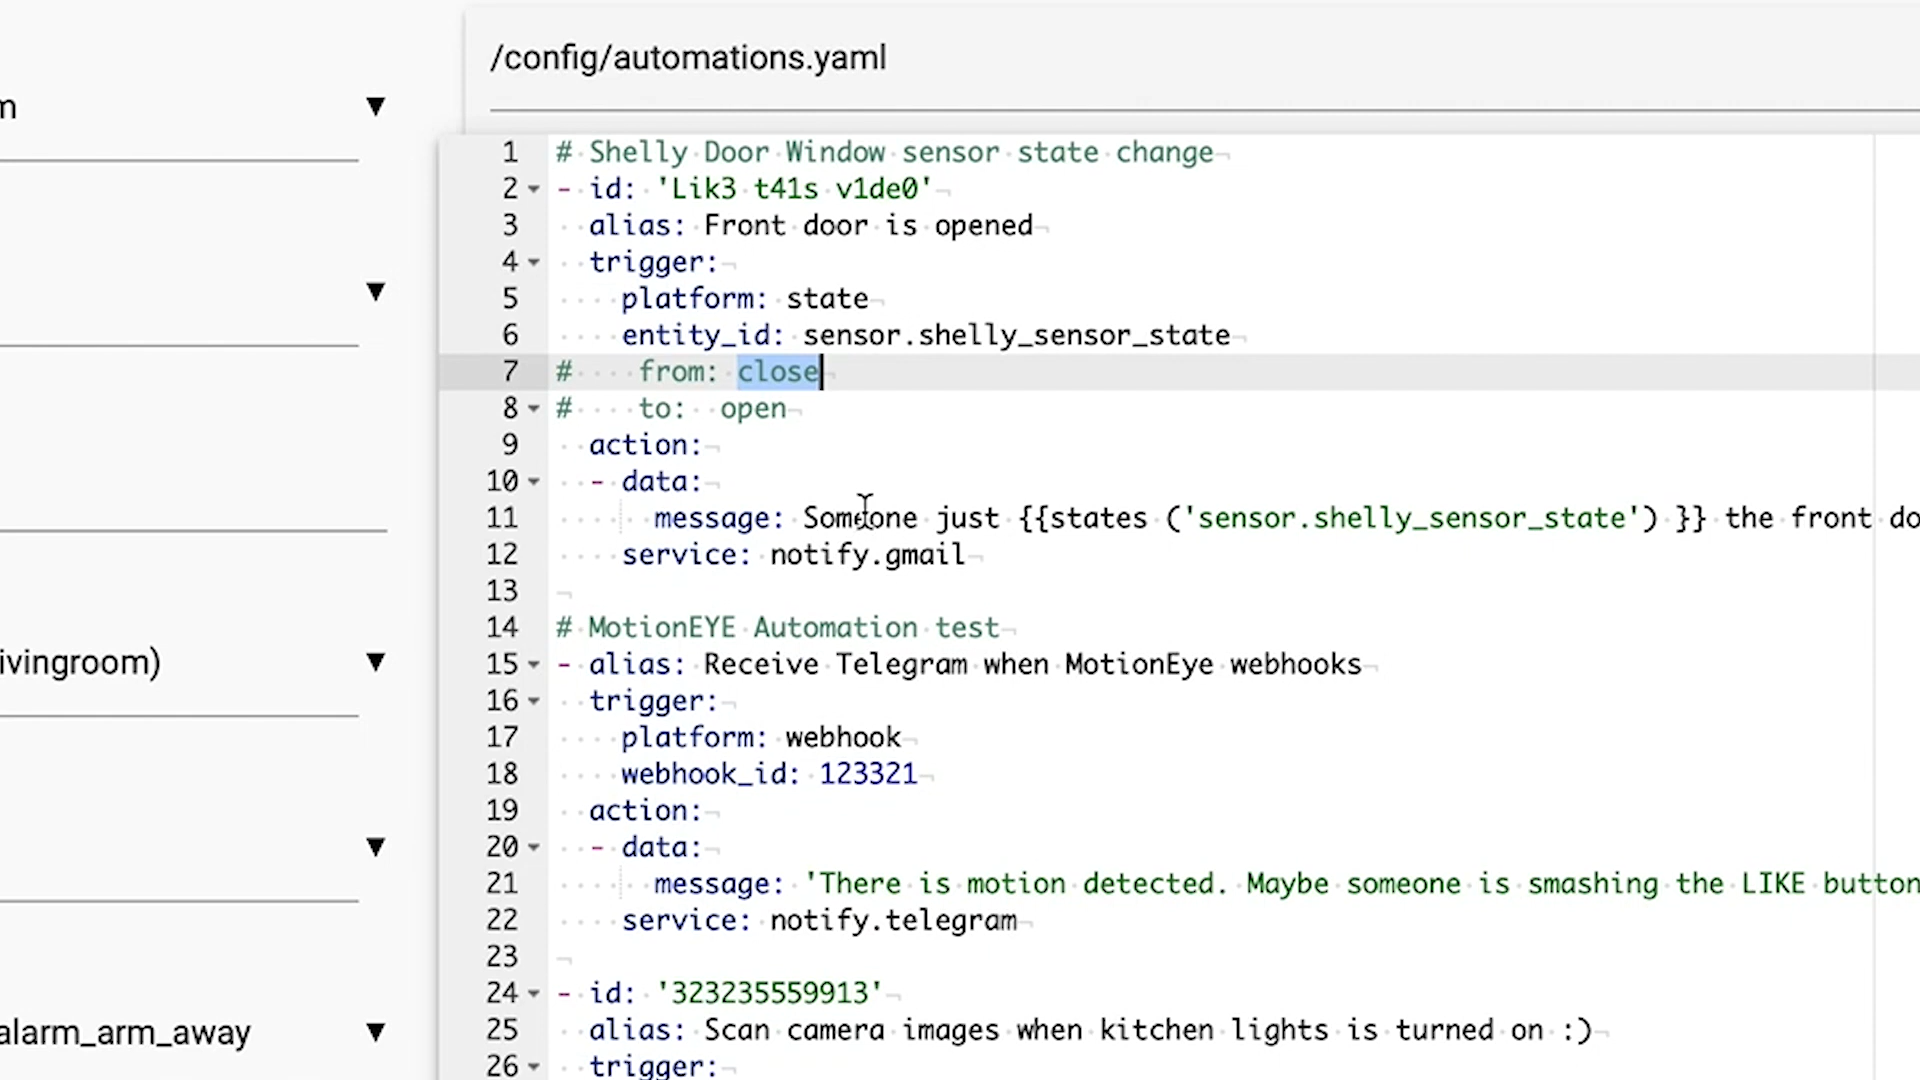 /config/automations.yaml
m
ivingroom)
alarm_arm_away
1 # Shelly Door Window sensor state change
2 - id: 'Lik3 t41s v1de0'
3 alias: Front door is opened
4 trigger:
5 platform: state
6 entity_id: sensor.shelly_sensor_state
7 # from: close
8 # to: open
9 action:
10 - data:
11 message: Someone just {{states ('sensor.shelly_sensor_state') }} the front do
12 service: notify.gmail
13
14 # MotionEYE Automation test
15 - alias: Receive Telegram when MotionEye webhooks
16 trigger:
17 platform: webhook
18 webhook_id: 123321
19 action:
20 - data:
21 message: 'There is motion detected. Maybe someone is smashing the LIKE button
22 service: notify.telegram
23
24 - id: '323235559913'
25 alias: Scan camera images when kitchen lights is turned on :)
26 trigger: